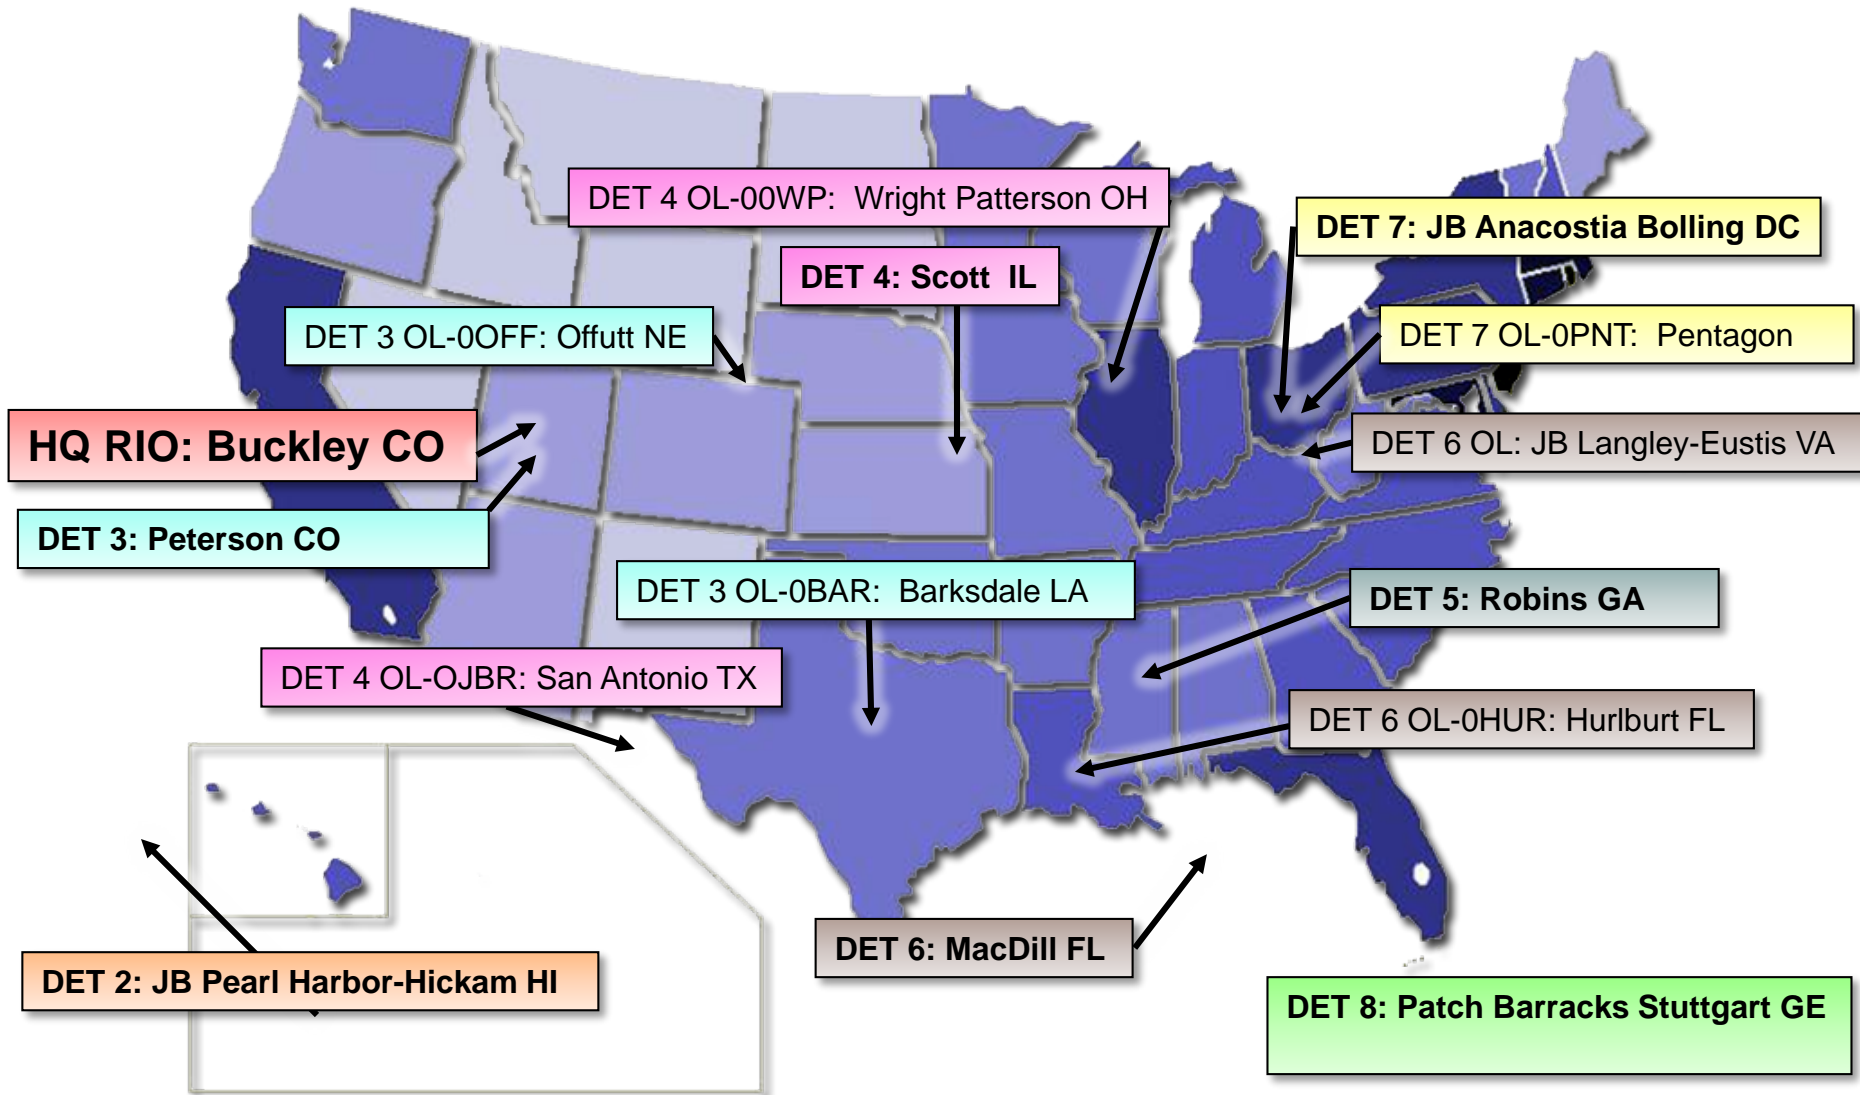 DET 4 OL-00WP: Wright Patterson OH
DET 7: JB Anacostia Bolling DC
DET 4: Scott IL
DET 3 OL-0OFF: Offutt NE
DET 7 OL-0PNT: Pentagon
HQ RIO: Buckley CO
DET 6 OL: JB Langley-Eustis VA
DET 3: Peterson CO
DET 3 OL-0BAR: Barksdale LA
DET 5: Robins GA
DET 4 OL-OJBR: San Antonio TX
DET 6 OL-0HUR: Hurlburt FL
DET 6: MacDill FL
DET 2: JB Pearl Harbor-Hickam HI
DET 8: Patch Barracks Stuttgart GE